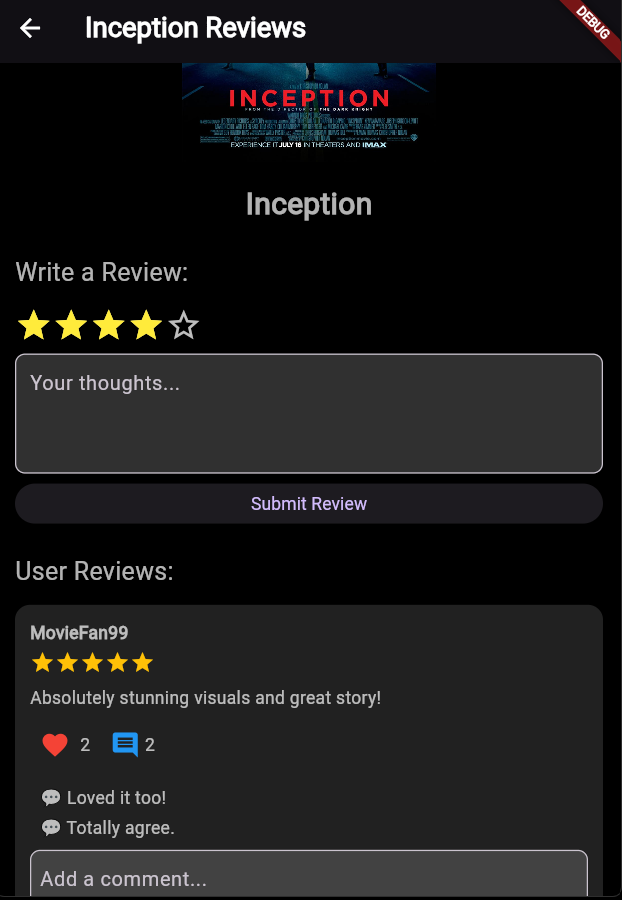 Inception Reviews
DEBUG
INCEPTION
FROM THE DIRECTOR OF THE DARK KNIGHT
EXPERIENCE IT JULY 16 IN THEATERS AND IMAX
Inception
Write a Review:
Your thoughts...
Submit Review
User Reviews:
MovieFan99
Absolutely stunning visuals and great story!
2 2
Loved it too!
Totally agree.
Add a comment...